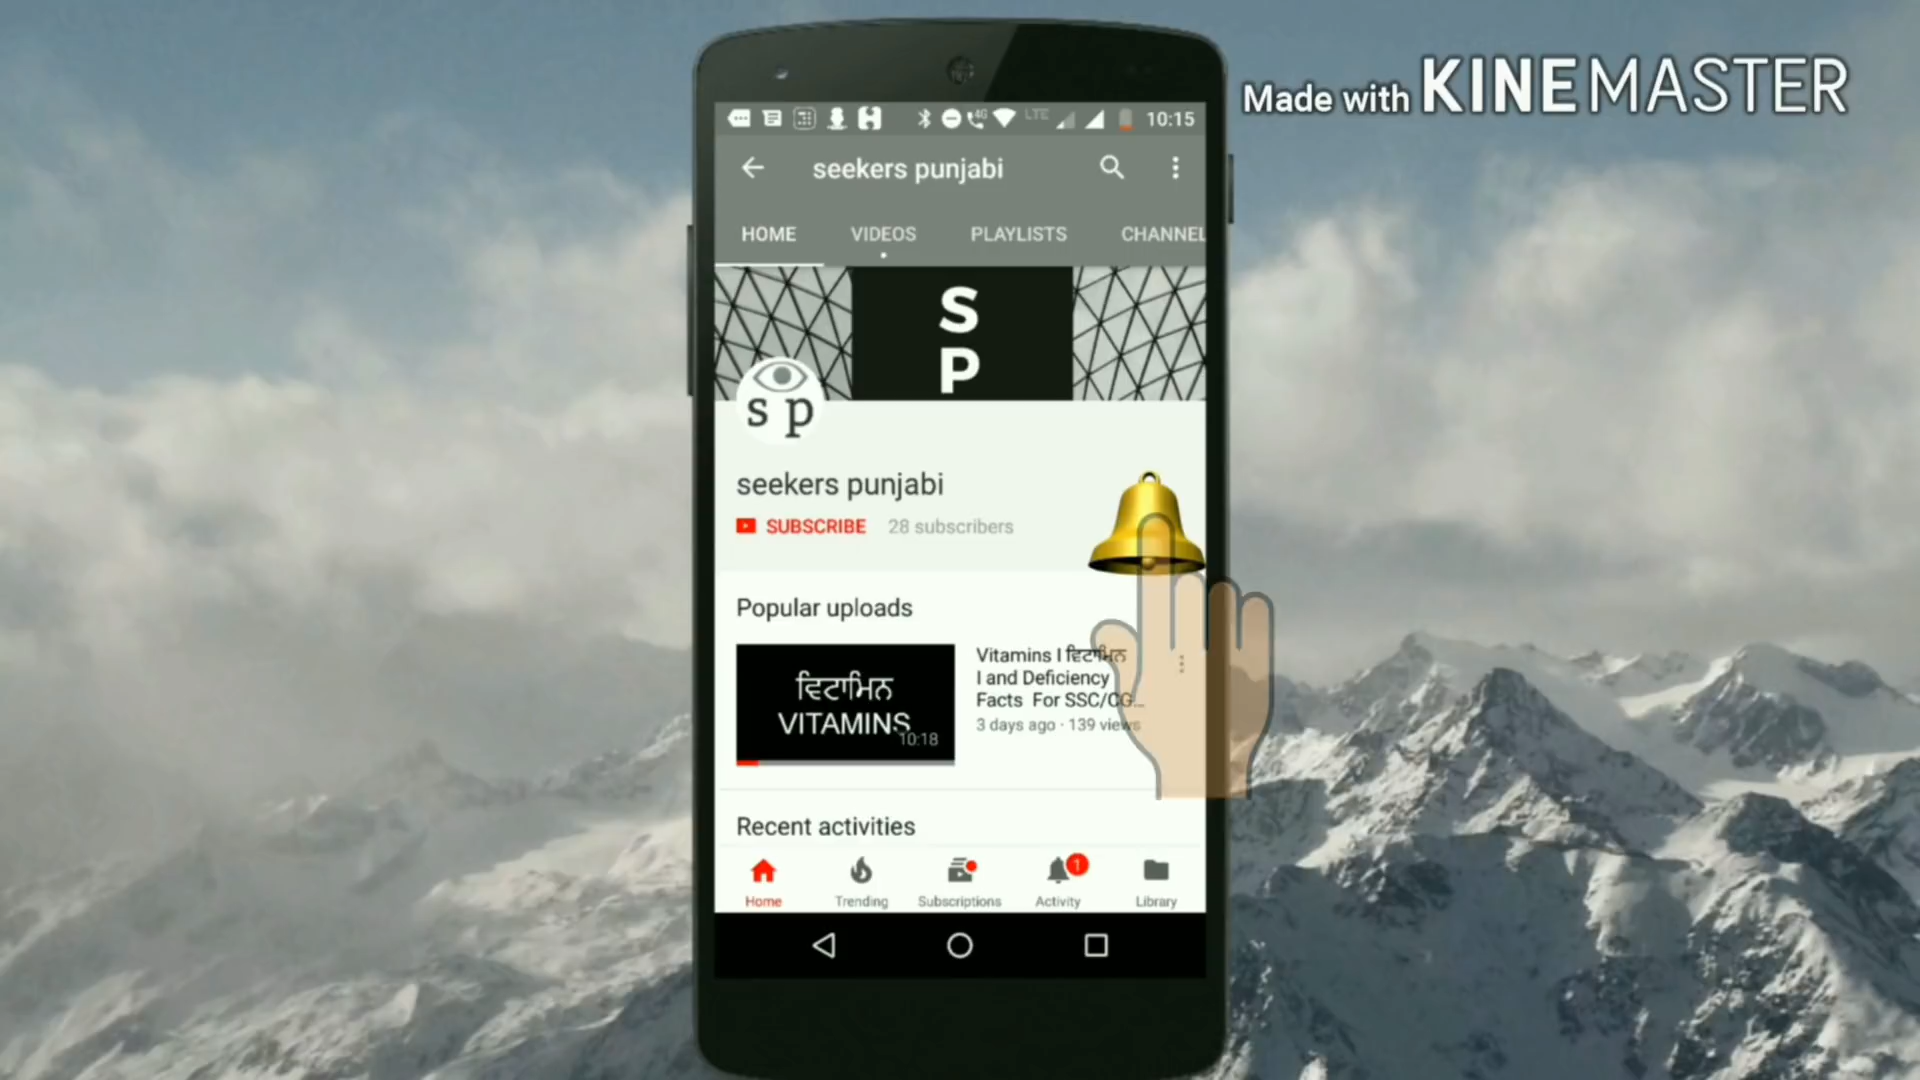 Made with KINEMASTER
LTE 10:15
seekers punjabi
HOME VIDEOS PLAYLISTS CHANNEL
S
P
s p
seekers punjabi
SUBSCRIBE 28 subscribers
Popular uploads
ਵਿਟਾਮਿਨ
VITAMINS
10:18
Vitamins I ਵਿਟਾਮਿਨ
I and Deficiency
Facts For SSC/CG...
3 days ago · 139 views
Recent activities
1
Home Trending Subscriptions Activity Library